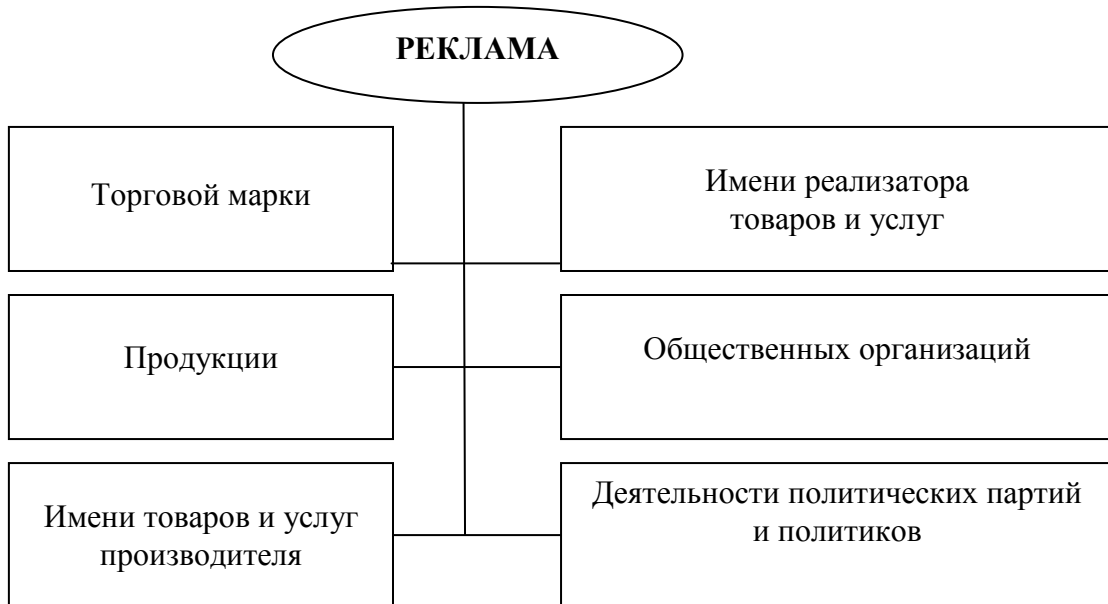 РЕКЛАМА
Торговой марки
Имени реализатора
товаров и услуг
Продукции
Общественных организаций
Имени товаров и услуг
производителя
Деятельности политических партий
и политиков